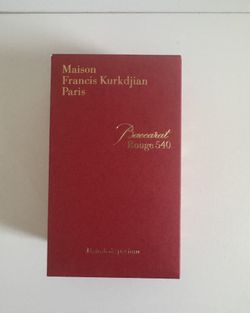 Maison
Francis Kurkdjian
Paris
Baccarat
Rouge 540